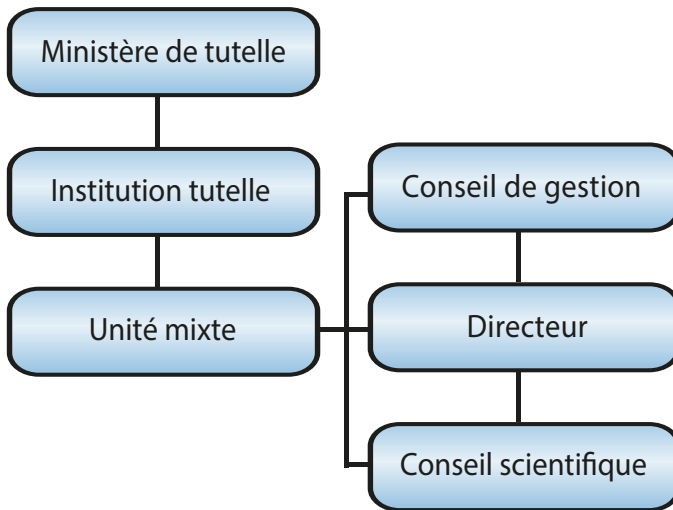 Ministère de tutelle
Institution tutelle
Unité mixte
Conseil de gestion
Directeur
Conseil scientifique